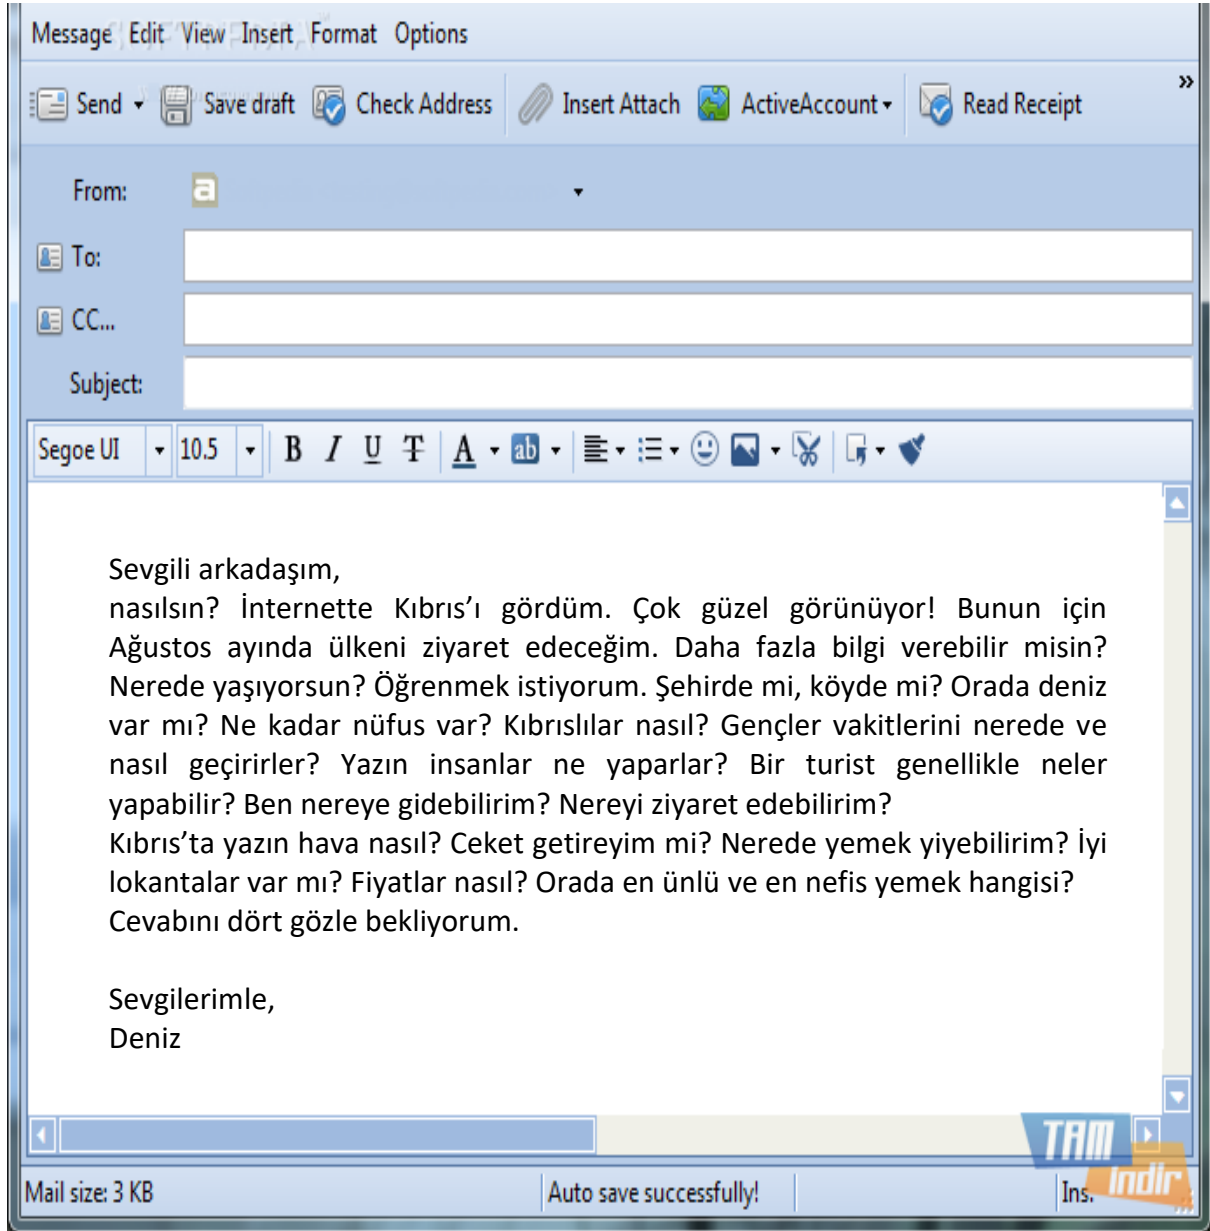 Message Edit View Insert Format Options
Send Save draft Check Address Insert Attach ActiveAccount Read Receipt »
From: a
To:
CC...
Subject:
Segoe UI 10.5 B I U T A ab
Sevgili arkadaşım,
nasılsın? İnternette Kıbrıs’ı gördüm. Çok güzel görünüyor! Bunun için
Ağustos ayında ülkeni ziyaret edeceğim. Daha fazla bilgi verebilir misin?
Nerede yaşıyorsun? Öğrenmek istiyorum. Şehirde mi, köyde mi? Orada deniz
var mı? Ne kadar nüfus var? Kıbrıslılar nasıl? Gençler vakitlerini nerede ve
nasıl geçirirler? Yazın insanlar ne yaparlar? Bir turist genellikle neler
yapabilir? Ben nereye gidebilirim? Nereyi ziyaret edebilirim?
Kıbrıs’ta yazın hava nasıl? Ceket getireyim mi? Nerede yemek yiyebilirim? İyi
lokantalar var mı? Fiyatlar nasıl? Orada en ünlü ve en nefis yemek hangisi?
Cevabını dört gözle bekliyorum.
Sevgilerimle,
Deniz
TAM
indir
Mail size: 3 KB Auto save successfully! Ins.